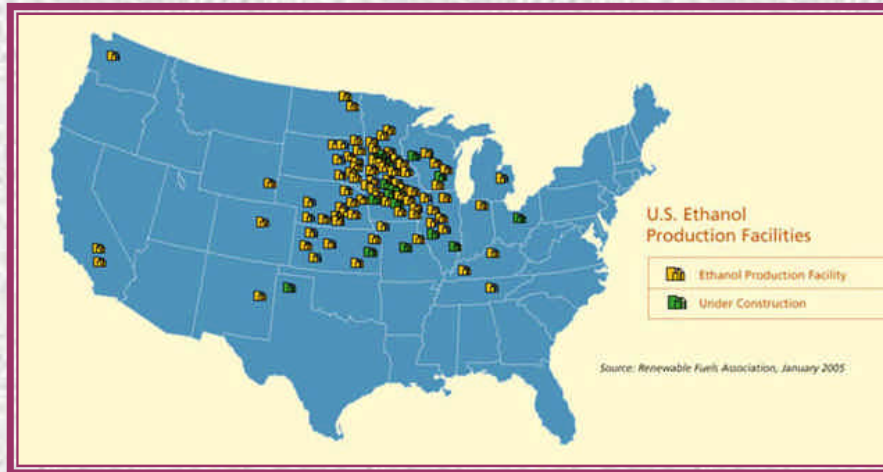 U.S. Ethanol
Production Facilities
Ethanol Production Facility
Under Construction
Source: Renewable Fuels Association, January 2005